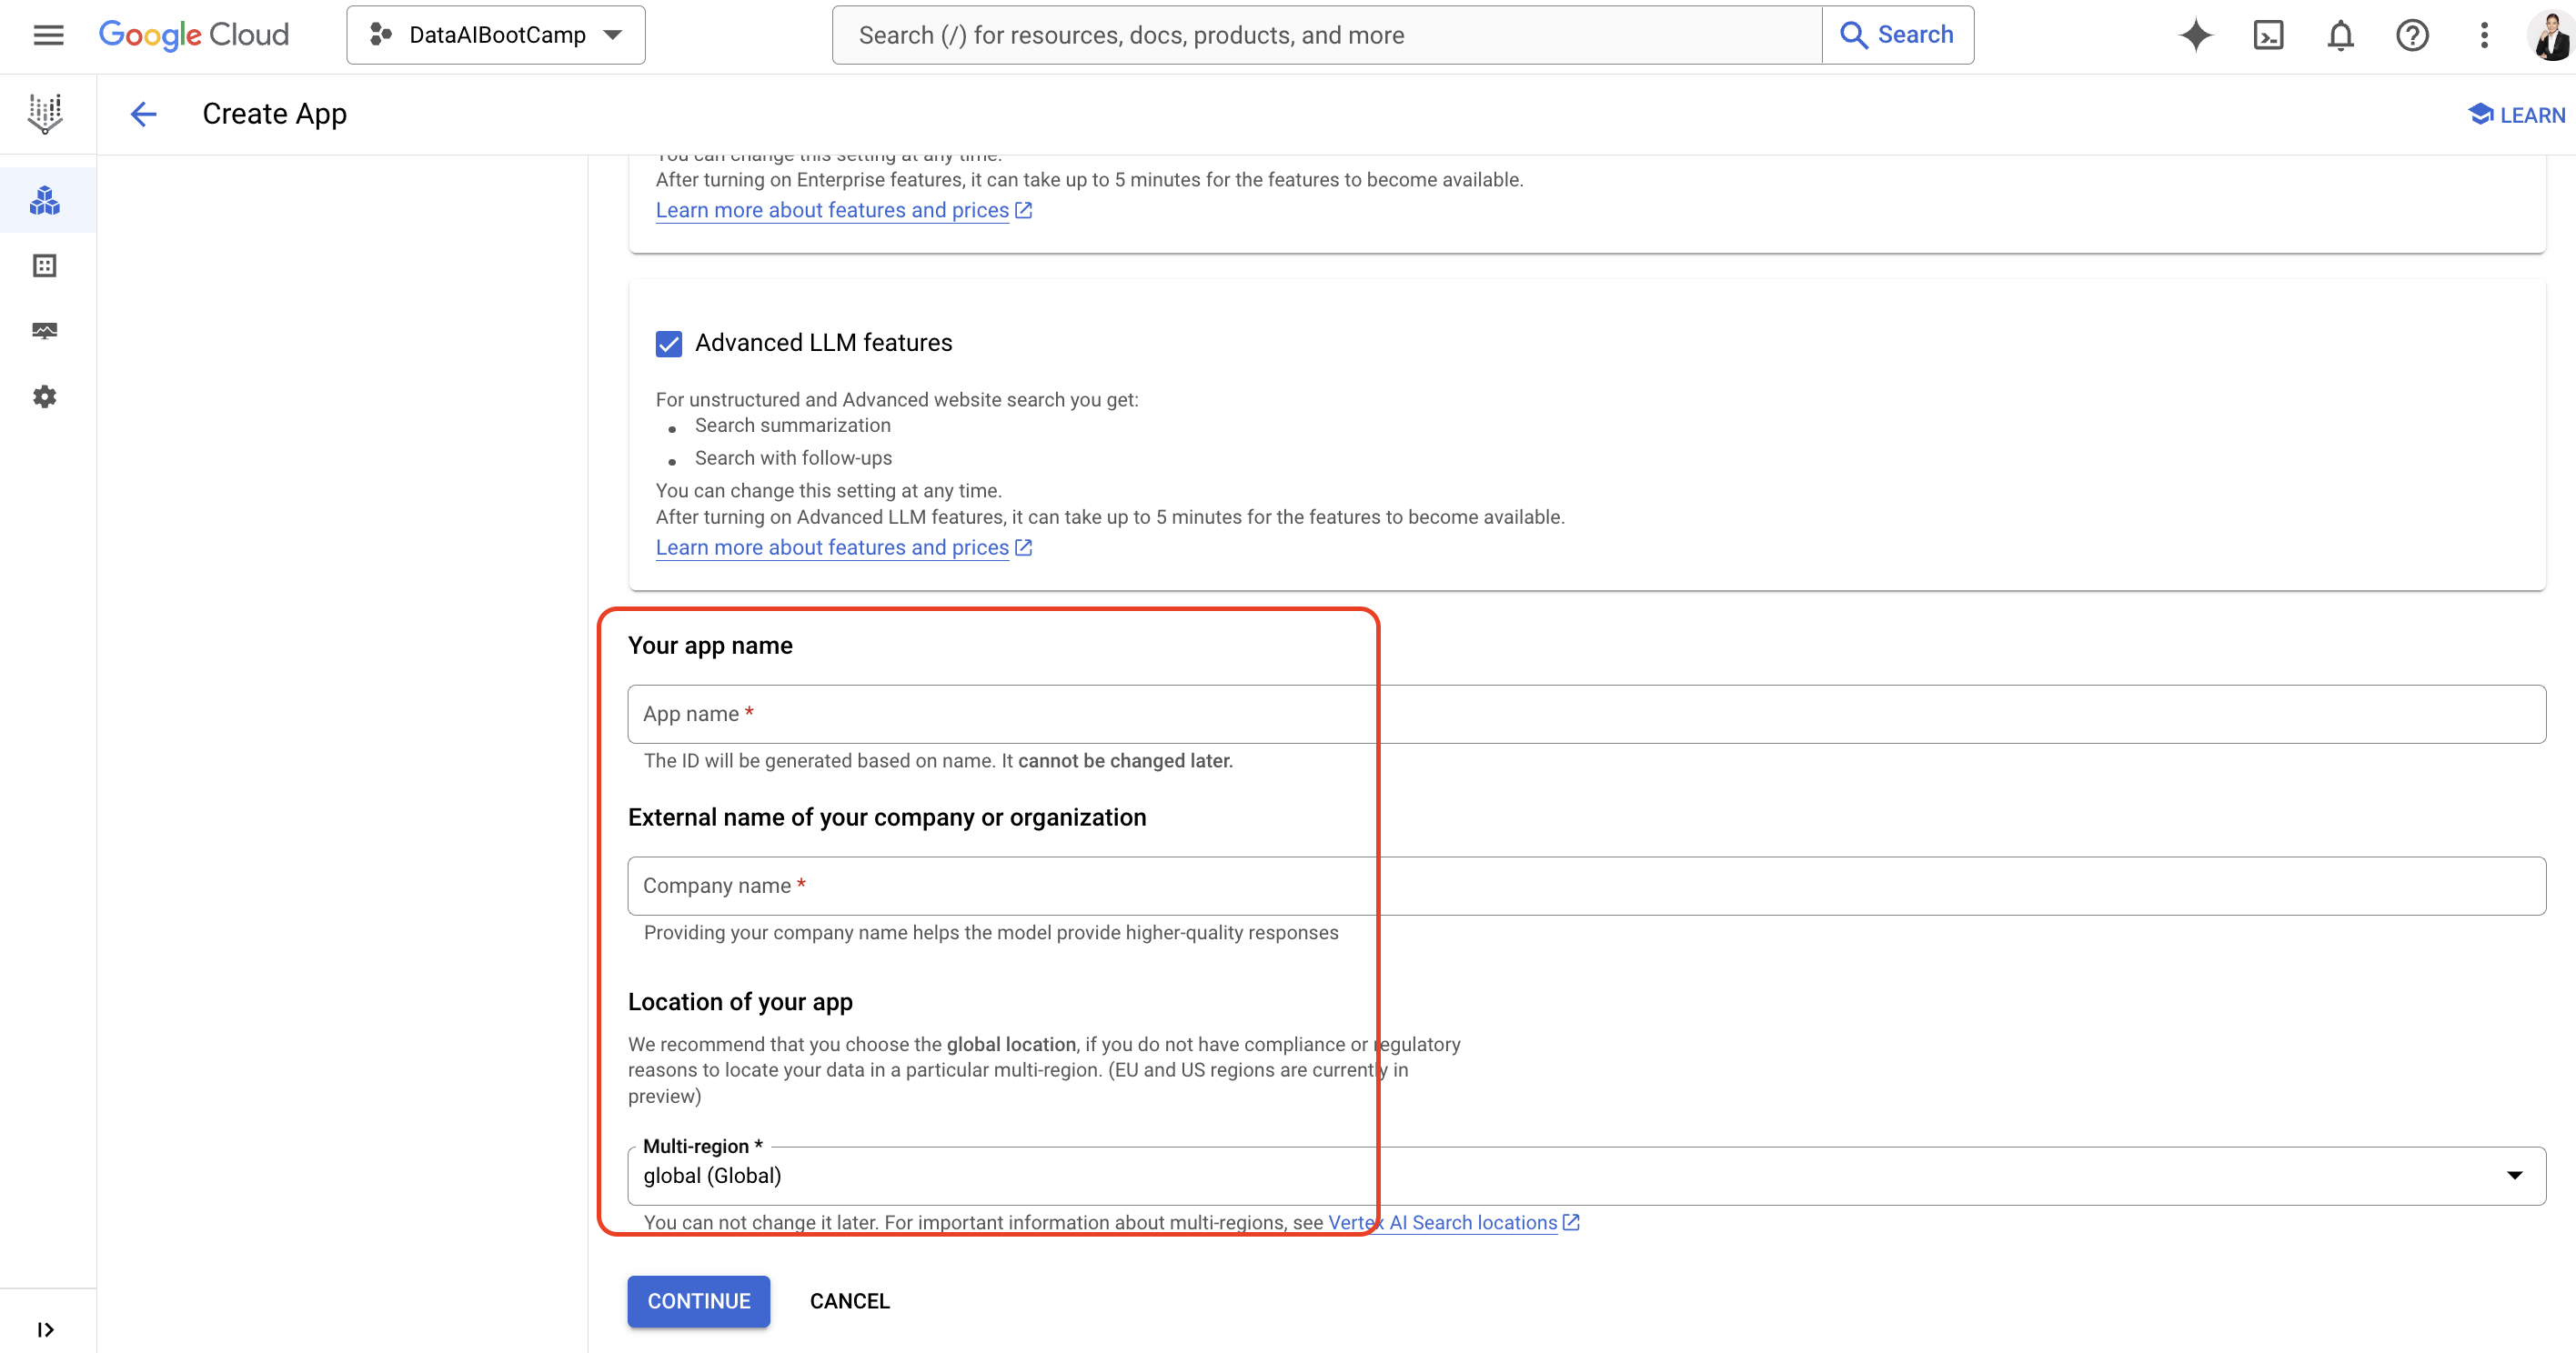 Google Cloud
DataAIBootCamp
Search (/) for resources, docs, products, and more
Search
Create App
LEARN
You can change this setting at any time.
After turning on Enterprise features, it can take up to 5 minutes for the features to become available.
Learn more about features and prices
Advanced LLM features
For unstructured and Advanced website search you get:
• Search summarization
• Search with follow-ups
You can change this setting at any time.
After turning on Advanced LLM features, it can take up to 5 minutes for the features to become available.
Learn more about features and prices
Your app name
App name *
The ID will be generated based on name. It cannot be changed later.
External name of your company or organization
Company name *
Providing your company name helps the model provide higher-quality responses
Location of your app
We recommend that you choose the global location, if you do not have compliance or regulatory
reasons to locate your data in a particular multi-region. (EU and US regions are currently in
preview)
Multi-region *
global (Global)
You can not change it later. For important information about multi-regions, see Vertex AI Search locations
CONTINUE
CANCEL